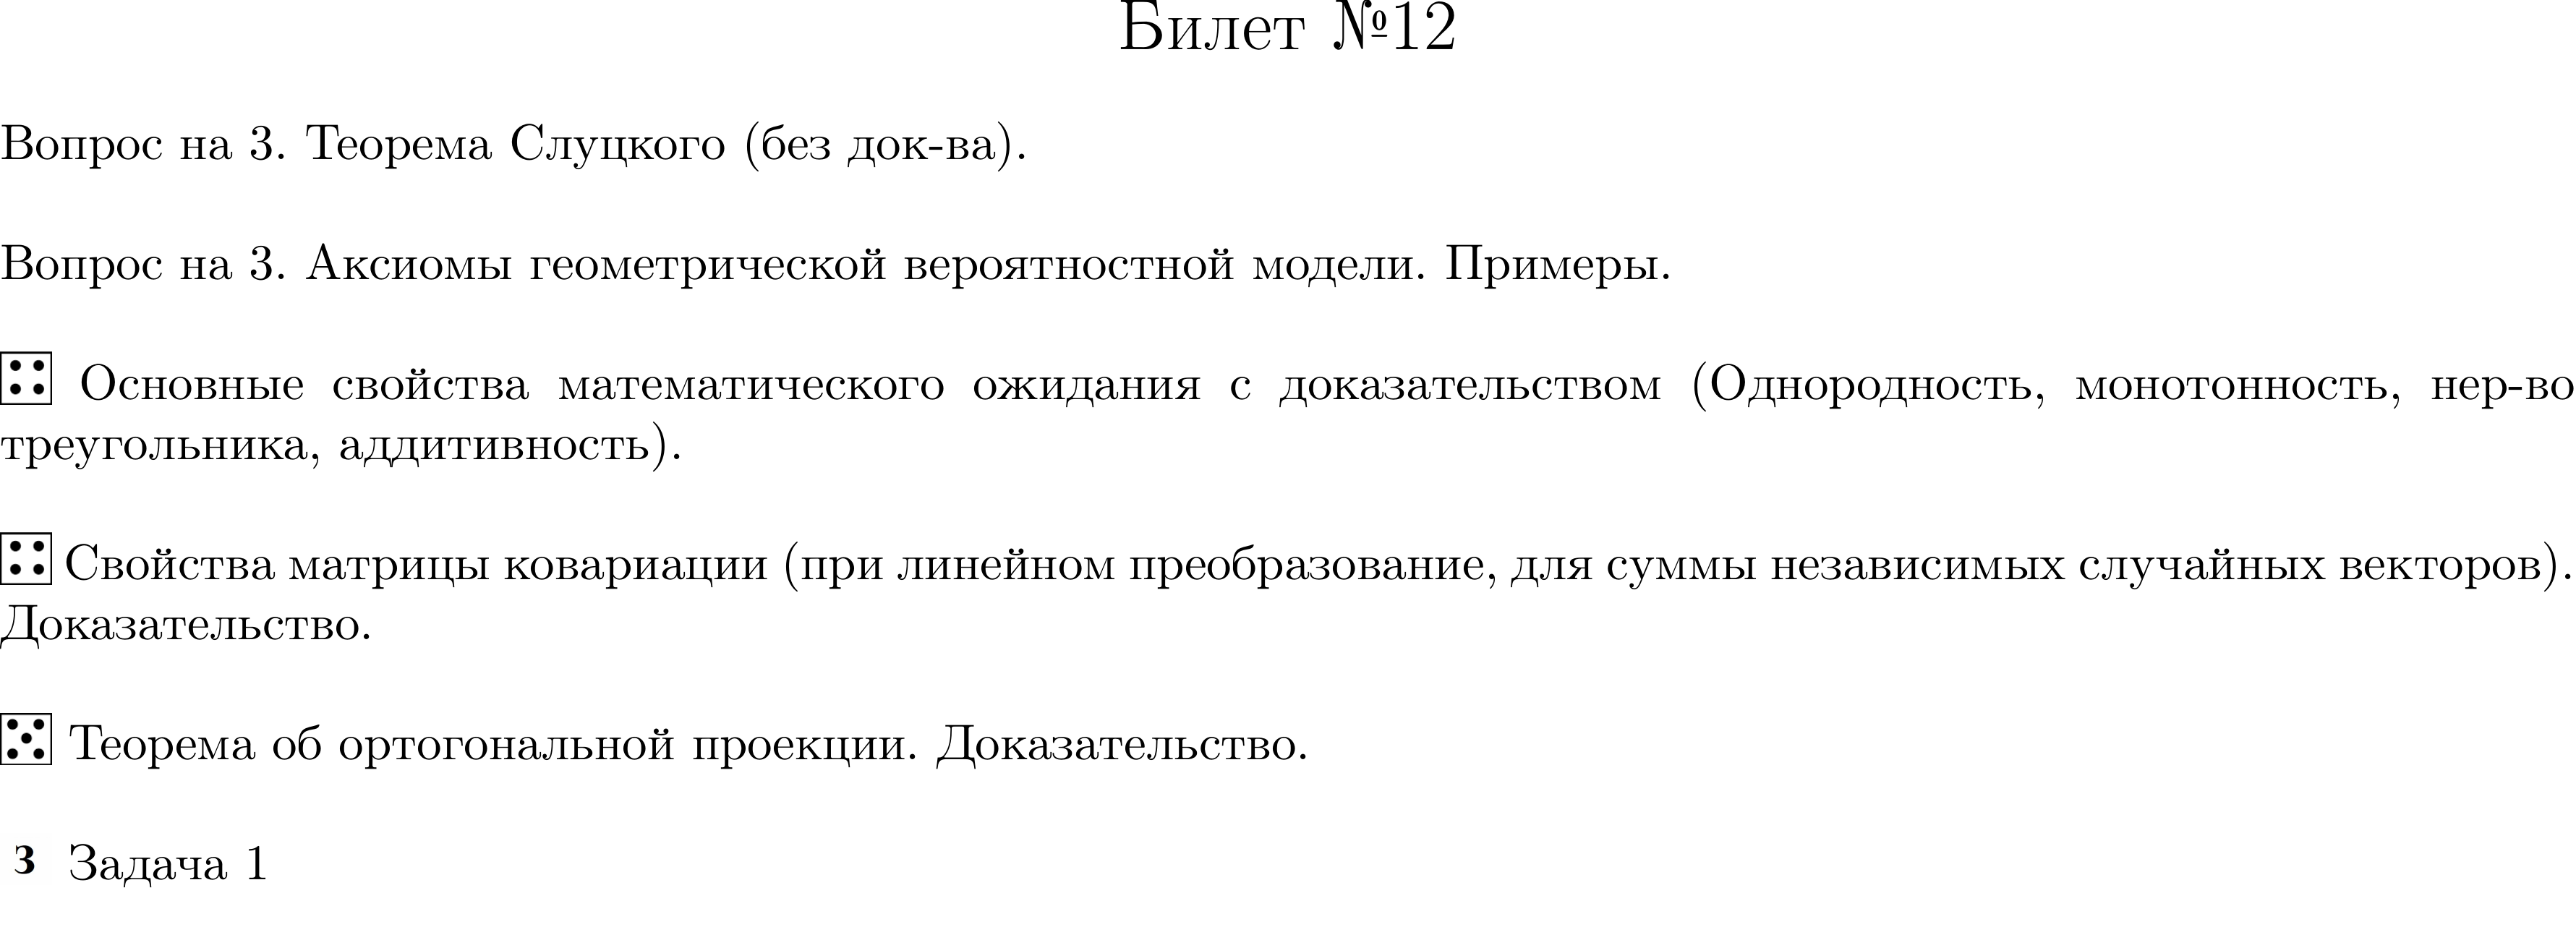 Билет №12
Вопрос на 3. Теорема Слуцкого (без док-ва).
Вопрос на 3. Аксиомы геометрической вероятностной модели. Примеры.
Основные свойства математического ожидания с доказательством (Однородность, монотонность, нер-во
треугольника, аддитивность).
Свойства матрицы ковариации (при линейном преобразование, для суммы независимых случайных векторов).
Доказательство.
Теорема об ортогональной проекции. Доказательство.
З Задача 1